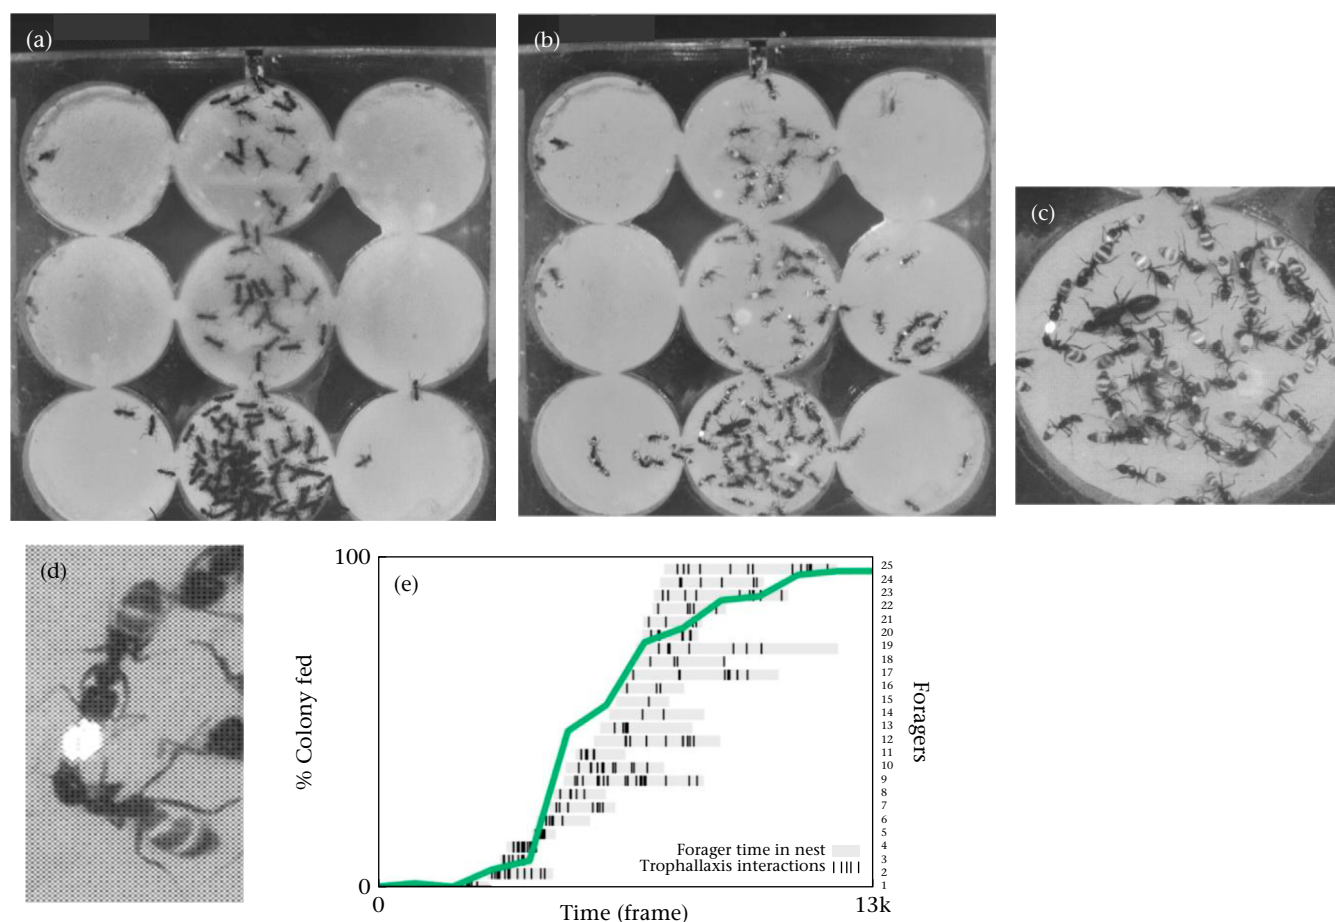 (a)
(b)
(c)
(d)
(e)
100
0
% Colony fed
0
13k
Time (frame)
Forager time in nest
Trophallaxis interactions
25
24
23
22
21
20
19
18
17
16
15
14
13
12
11
10
9
8
7
6
5
4
3
2
1
Foragers